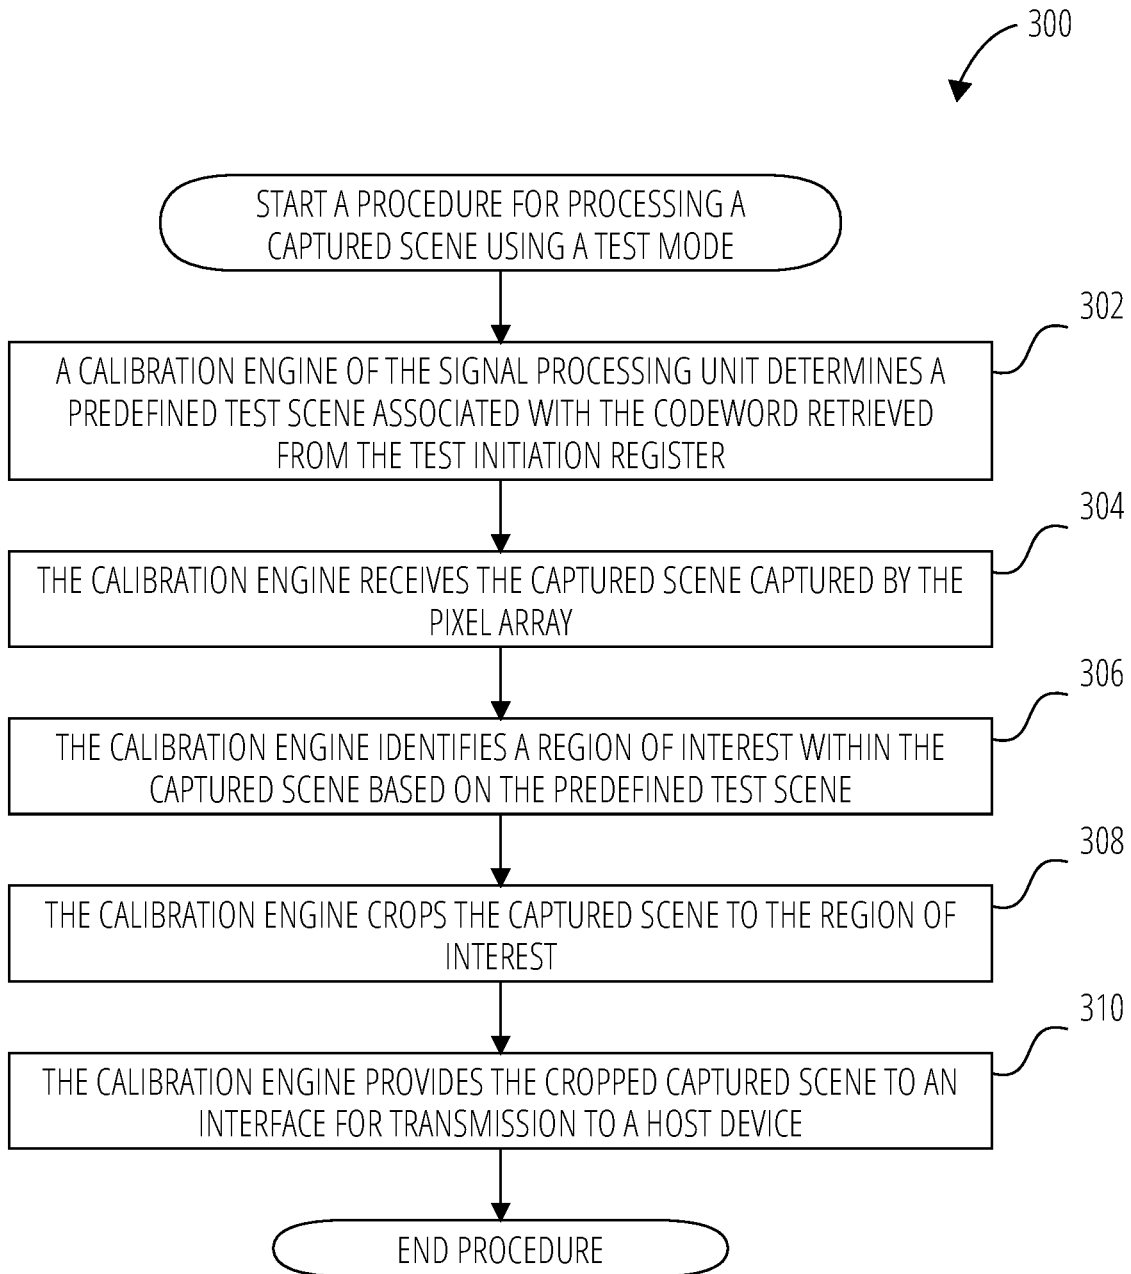 300
START A PROCEDURE FOR PROCESSING A
CAPTURED SCENE USING A TEST MODE
302
A CALIBRATION ENGINE OF THE SIGNAL PROCESSING UNIT DETERMINES A
PREDEFINED TEST SCENE ASSOCIATED WITH THE CODEWORD RETRIEVED
FROM THE TEST INITIATION REGISTER
304
THE CALIBRATION ENGINE RECEIVES THE CAPTURED SCENE CAPTURED BY THE
PIXEL ARRAY
306
THE CALIBRATION ENGINE IDENTIFIES A REGION OF INTEREST WITHIN THE
CAPTURED SCENE BASED ON THE PREDEFINED TEST SCENE
308
THE CALIBRATION ENGINE CROPS THE CAPTURED SCENE TO THE REGION OF
INTEREST
310
THE CALIBRATION ENGINE PROVIDES THE CROPPED CAPTURED SCENE TO AN
INTERFACE FOR TRANSMISSION TO A HOST DEVICE
END PROCEDURE